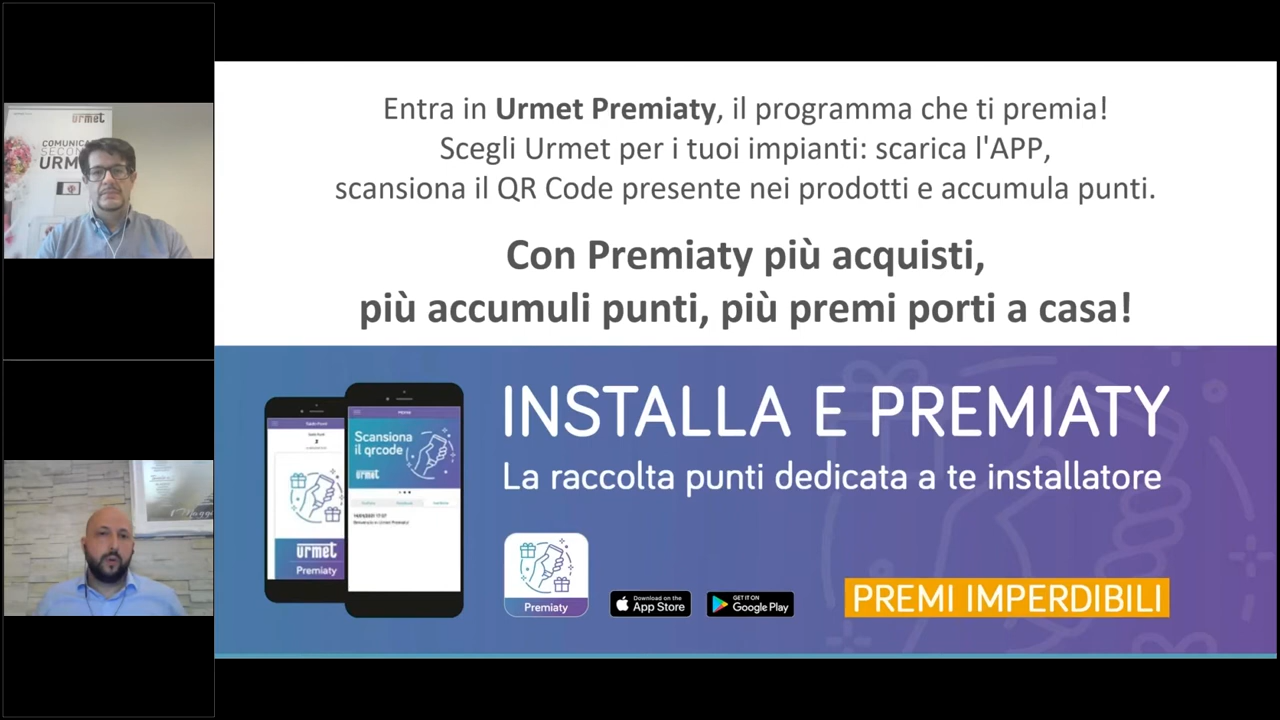 urmet
COMUNICA
SECON
URM
Entra in Urmet Premiaty, il programma che ti premia!
Scegli Urmet per i tuoi impianti: scarica l'APP,
scansiona il QR Code presente nei prodotti e accumula punti.
Con Premiaty più acquisti,
più accumuli punti, più premi porti a casa!
INSTALLA E PREMIATY
La raccolta punti dedicata a te installatore
Scansiona
il qrcode
urmet
urmet
Premiaty
Premiaty
Download on the
App Store
GET IT ON
Google Play
PREMI IMPERDIBILI